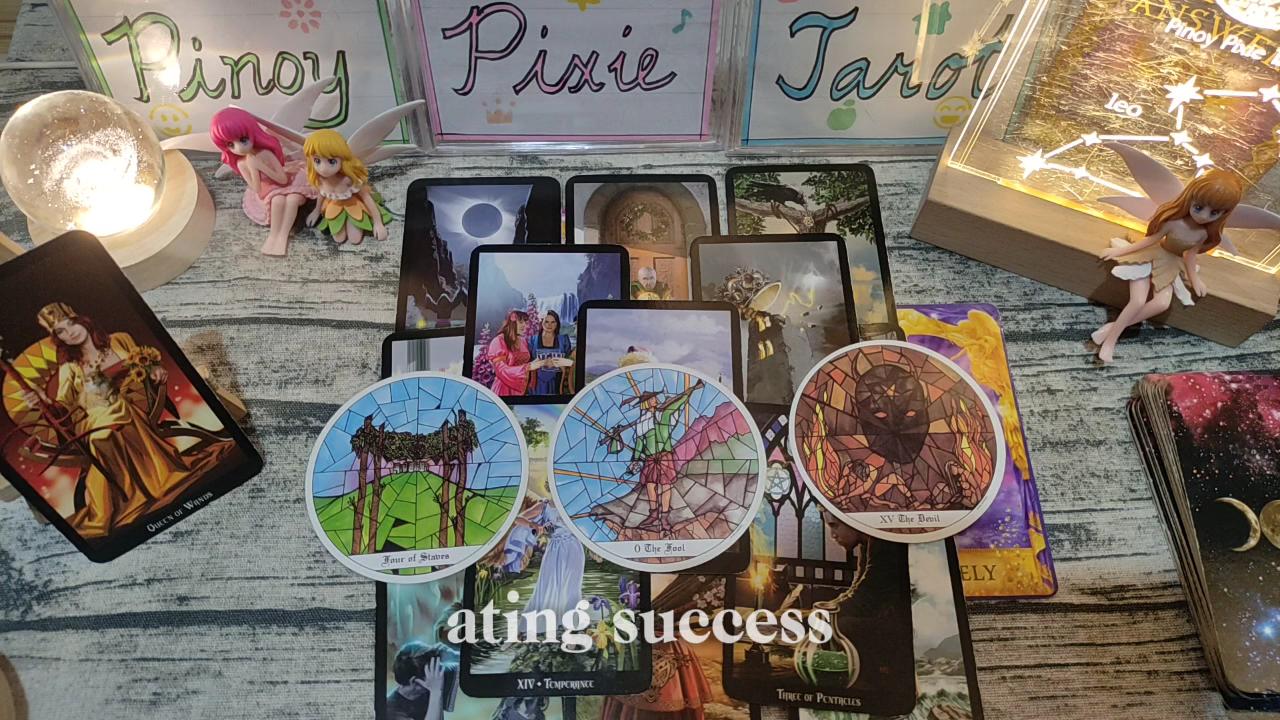 Pinoy
Pixie
Tarot
Pinoy Pixie
leo
QUEEN OF WANDS
Four of Staves
0 The Fool
XV The Devil
ELY
ating success
XIV • TEMPERANCE
THREE OF PENTACLES